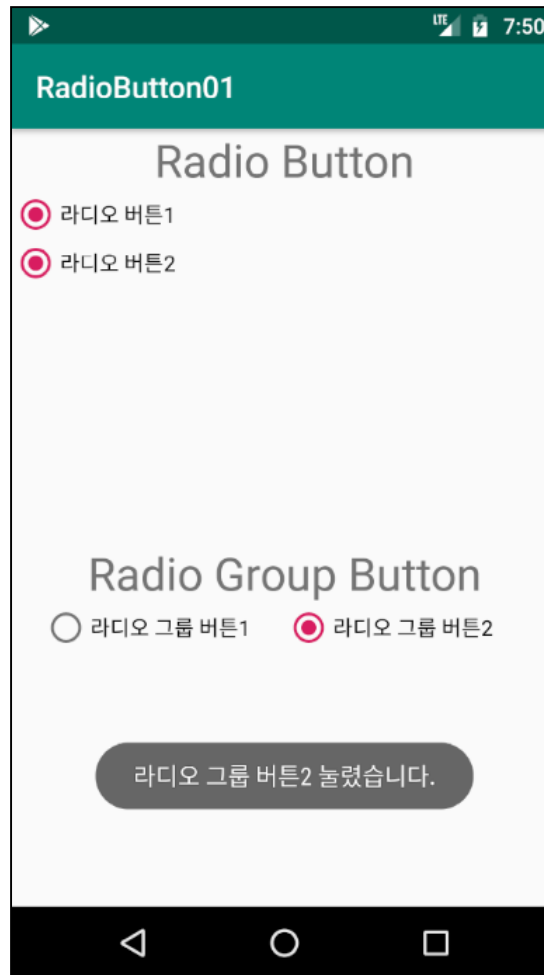 LTE 7:50
RadioButton01
Radio Button
라디오 버튼1
라디오 버튼2
Radio Group Button
라디오 그룹 버튼1 라디오 그룹 버튼2
라디오 그룹 버튼2 눌렸습니다.